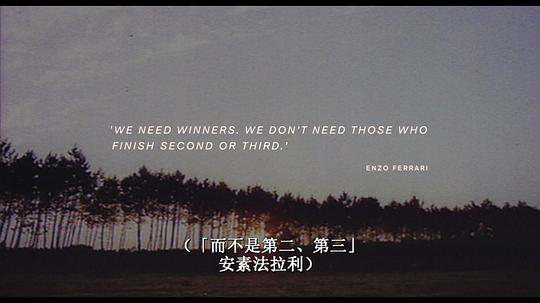 'WE NEED WINNERS. WE DON'T NEED THOSE WHO
FINISH SECOND OR THIRD.'
ENZO FERRARI
（「而不是第二、第三」
安素法拉利）